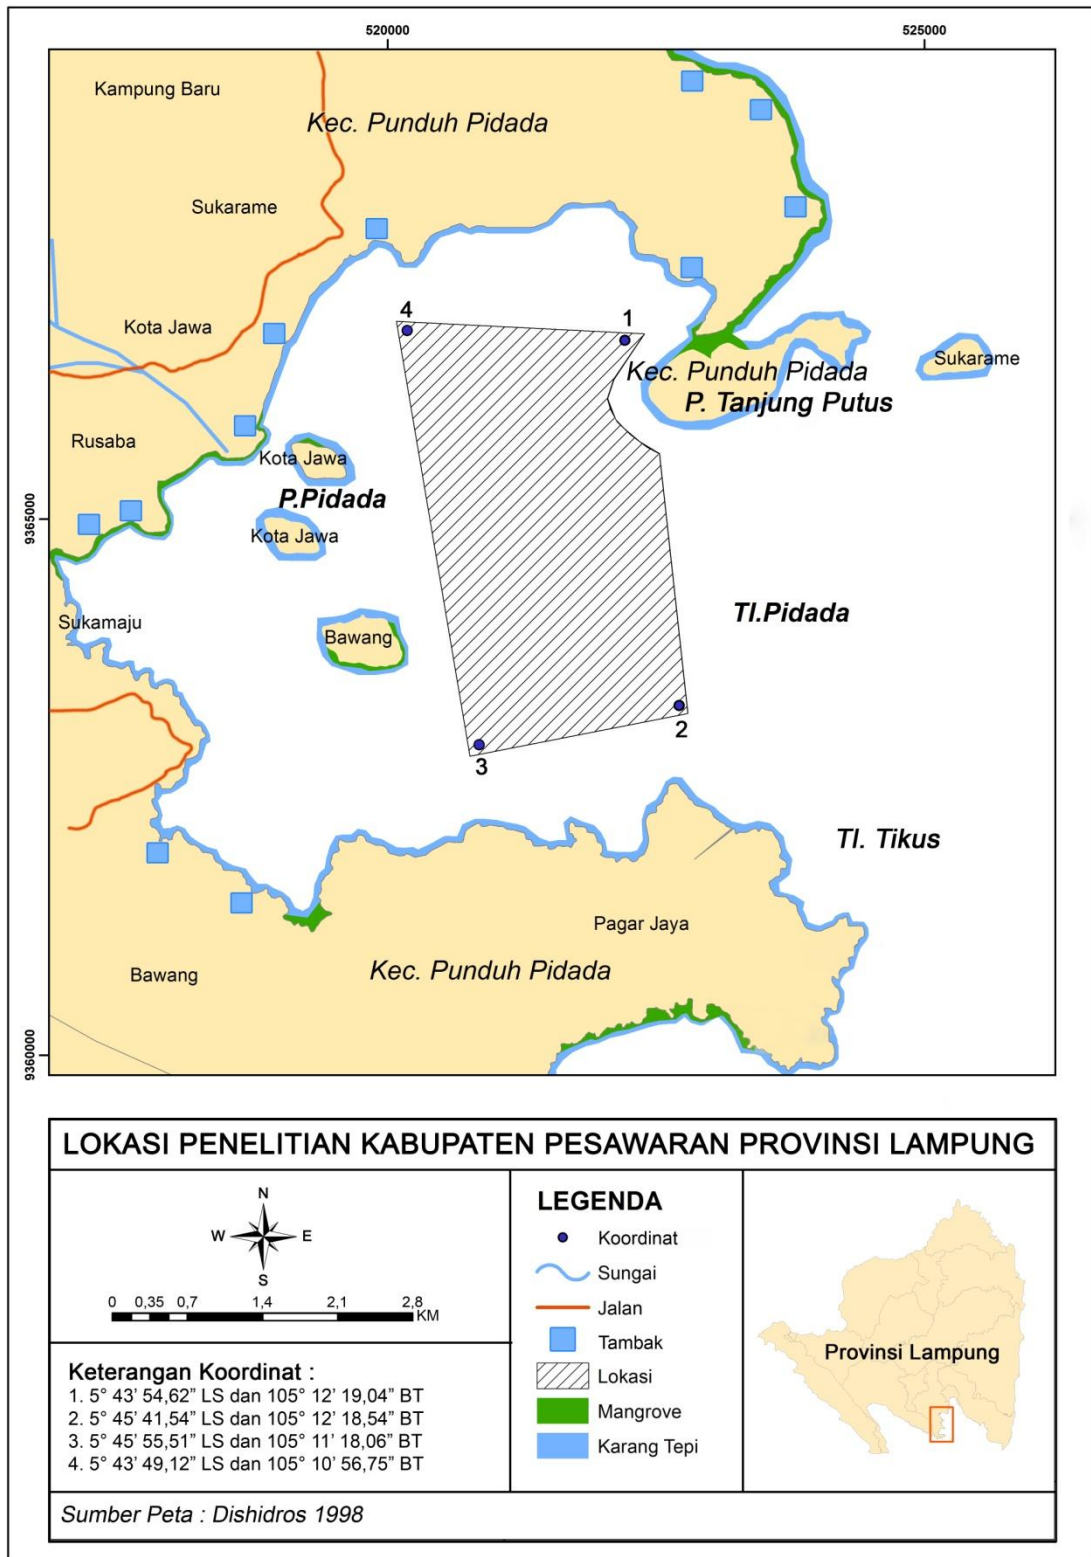 520000
525000
Kampung Baru
Kec. Punduh Pidada
Sukarame
4
1
Kota Jawa
Sukarame
Kec. Punduh Pidada
P. Tanjung Putus
Rusaba
Kota Jawa
P.Pidada
9365000
Kota Jawa
Tl.Pidada
Sukamaju
Bawang
2
3
Tl. Tikus
Pagar Jaya
Bawang
Kec. Punduh Pidada
9360000
LOKASI PENELITIAN KABUPATEN PESAWARAN PROVINSI LAMPUNG
N
W E
S
0 0,35 0,7 1,4 2,1 2,8
KM
Keterangan Koordinat :
1. 5° 43’ 54,62” LS dan 105° 12’ 19,04” BT
2. 5° 45’ 41,54” LS dan 105° 12’ 18,54” BT
3. 5° 45’ 55,51” LS dan 105° 11’ 18,06” BT
4. 5° 43’ 49,12” LS dan 105° 10’ 56,75” BT
LEGENDA
Koordinat
Sungai
Jalan
Tambak
Lokasi
Mangrove
Karang Tepi
Provinsi Lampung
Sumber Peta : Dishidros 1998